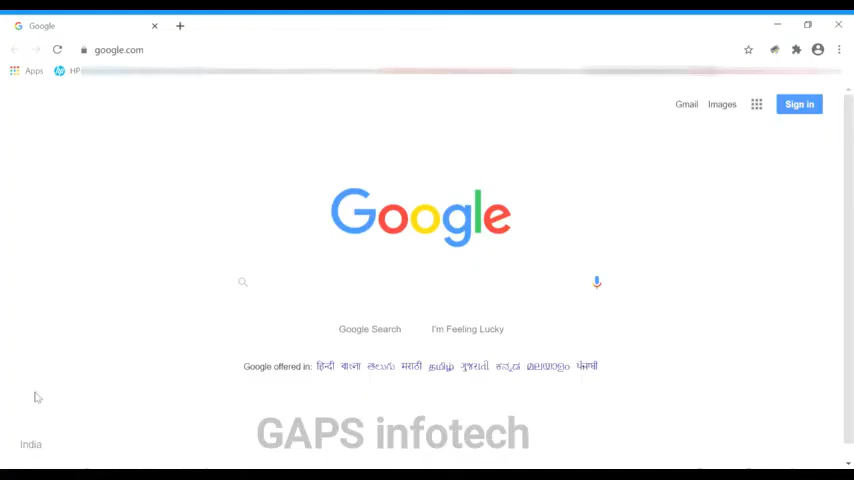 Google
google.com
Apps HP
Gmail Images Sign in
Google
Google Search I'm Feeling Lucky
Google offered in: हिन्दी বাংলা తెలుగు मराठी தமிழ் ગુજરાતી ಕನ್ನಡ മലയാളം ਪੰਜਾਬੀ
GAPS infotech
India